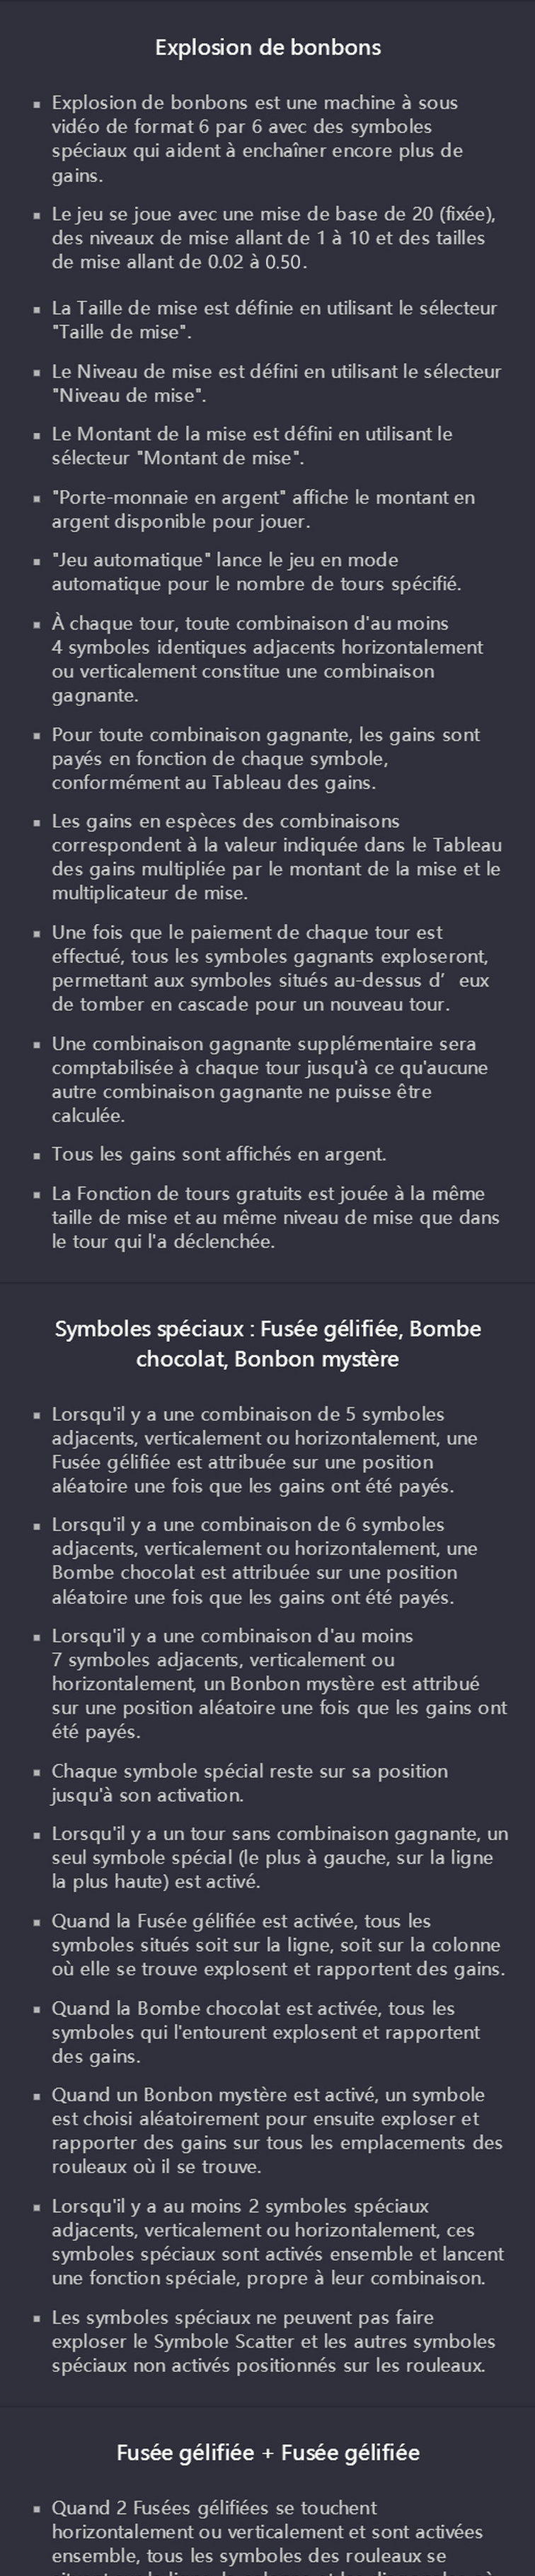 Explosion de bonbons
▪ Explosion de bonbons est une machine à sous
vidéo de format 6 par 6 avec des symboles
spéciaux qui aident à enchaîner encore plus de
gains.
▪ Le jeu se joue avec une mise de base de 20 (fixée),
des niveaux de mise allant de 1 à 10 et des tailles
de mise allant de 0.02 à 0.50.
▪ La Taille de mise est définie en utilisant le sélecteur
"Taille de mise".
▪ Le Niveau de mise est défini en utilisant le sélecteur
"Niveau de mise".
▪ Le Montant de la mise est défini en utilisant le
sélecteur "Montant de mise".
▪ "Porte-monnaie en argent" affiche le montant en
argent disponible pour jouer.
▪ "Jeu automatique" lance le jeu en mode
automatique pour le nombre de tours spécifié.
▪ À chaque tour, toute combinaison d'au moins
4 symboles identiques adjacents horizontalement
ou verticalement constitue une combinaison
gagnante.
▪ Pour toute combinaison gagnante, les gains sont
payés en fonction de chaque symbole,
conformément au Tableau des gains.
▪ Les gains en espèces des combinaisons
correspondent à la valeur indiquée dans le Tableau
des gains multipliée par le montant de la mise et le
multiplicateur de mise.
▪ Une fois que le paiement de chaque tour est
effectué, tous les symboles gagnants exploseront,
permettant aux symboles situés au-dessus d’ eux
de tomber en cascade pour un nouveau tour.
▪ Une combinaison gagnante supplémentaire sera
comptabilisée à chaque tour jusqu'à ce qu'aucune
autre combinaison gagnante ne puisse être
calculée.
▪ Tous les gains sont affichés en argent.
▪ La Fonction de tours gratuits est jouée à la même
taille de mise et au même niveau de mise que dans
le tour qui l'a déclenchée.
Symboles spéciaux : Fusée gélifiée, Bombe
chocolat, Bonbon mystère
▪ Lorsqu'il y a une combinaison de 5 symboles
adjacents, verticalement ou horizontalement, une
Fusée gélifiée est attribuée sur une position
aléatoire une fois que les gains ont été payés.
▪ Lorsqu'il y a une combinaison de 6 symboles
adjacents, verticalement ou horizontalement, une
Bombe chocolat est attribuée sur une position
aléatoire une fois que les gains ont été payés.
▪ Lorsqu'il y a une combinaison d'au moins
7 symboles adjacents, verticalement ou
horizontalement, un Bonbon mystère est attribué
sur une position aléatoire une fois que les gains ont
été payés.
▪ Chaque symbole spécial reste sur sa position
jusqu'à son activation.
▪ Lorsqu'il y a un tour sans combinaison gagnante, un
seul symbole spécial (le plus à gauche, sur la ligne
la plus haute) est activé.
▪ Quand la Fusée gélifiée est activée, tous les
symboles situés soit sur la ligne, soit sur la colonne
où elle se trouve explosent et rapportent des gains.
▪ Quand la Bombe chocolat est activée, tous les
symboles qui l'entourent explosent et rapportent
des gains.
▪ Quand un Bonbon mystère est activé, un symbole
est choisi aléatoirement pour ensuite exploser et
rapporter des gains sur tous les emplacements des
rouleaux où il se trouve.
▪ Lorsqu'il y a au moins 2 symboles spéciaux
adjacents, verticalement ou horizontalement, ces
symboles spéciaux sont activés ensemble et lancent
une fonction spéciale, propre à leur combinaison.
▪ Les symboles spéciaux ne peuvent pas faire
exploser le Symbole Scatter et les autres symboles
spéciaux non activés positionnés sur les rouleaux.
Fusée gélifiée + Fusée gélifiée
▪ Quand 2 Fusées gélifiées se touchent
horizontalement ou verticalement et sont activées
ensemble, tous les symboles des rouleaux se